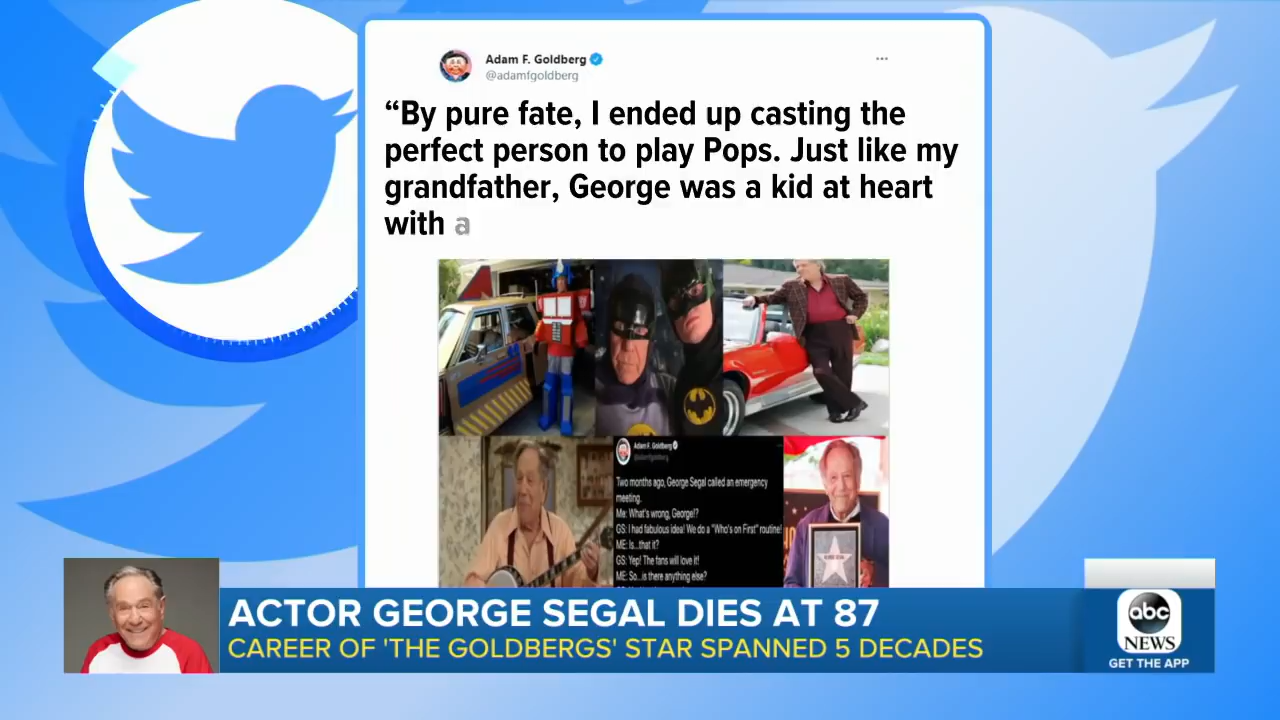 Adam F. Goldberg
@adamfgoldberg
“By pure fate, I ended up casting the
perfect person to play Pops. Just like my
grandfather, George was a kid at heart
with a
Adam F. Goldberg
@adamfgoldberg
Two months ago, George Segal called an emergency
meeting.
Me: What's wrong, George!?
GS: I had fabulous idea! We do a "Who's on First" routine!
ME: Is...that it?
GS: Yep! The fans will love it!
ME: So...is there anything else?
ACTOR GEORGE SEGAL DIES AT 87
CAREER OF 'THE GOLDBERGS' STAR SPANNED 5 DECADES
abc
NEWS
GET THE APP